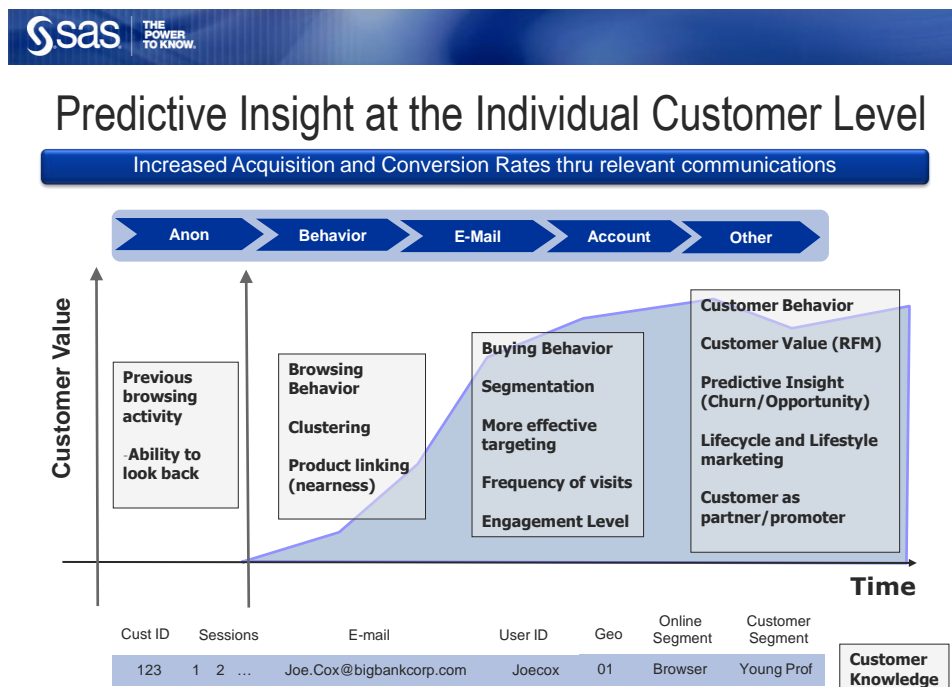 sas THE POWER TO KNOW.
Predictive Insight at the Individual Customer Level
Increased Acquisition and Conversion Rates thru relevant communications
Anon Behavior E-Mail Account Other
Customer Value
Previous
browsing
activity
-Ability to
look back
Browsing
Behavior
Clustering
Product linking
(nearness)
Buying Behavior
Segmentation
More effective
targeting
Frequency of visits
Engagement Level
Customer Behavior
Customer Value (RFM)
Predictive Insight
(Churn/Opportunity)
Lifecycle and Lifestyle
marketing
Customer as
partner/promoter
Time
Cust ID Sessions E-mail User ID Geo Online Segment Customer Segment
123 1 2 … Joe.Cox@bigbankcorp.com Joecox 01 Browser Young Prof
Customer
Knowledge